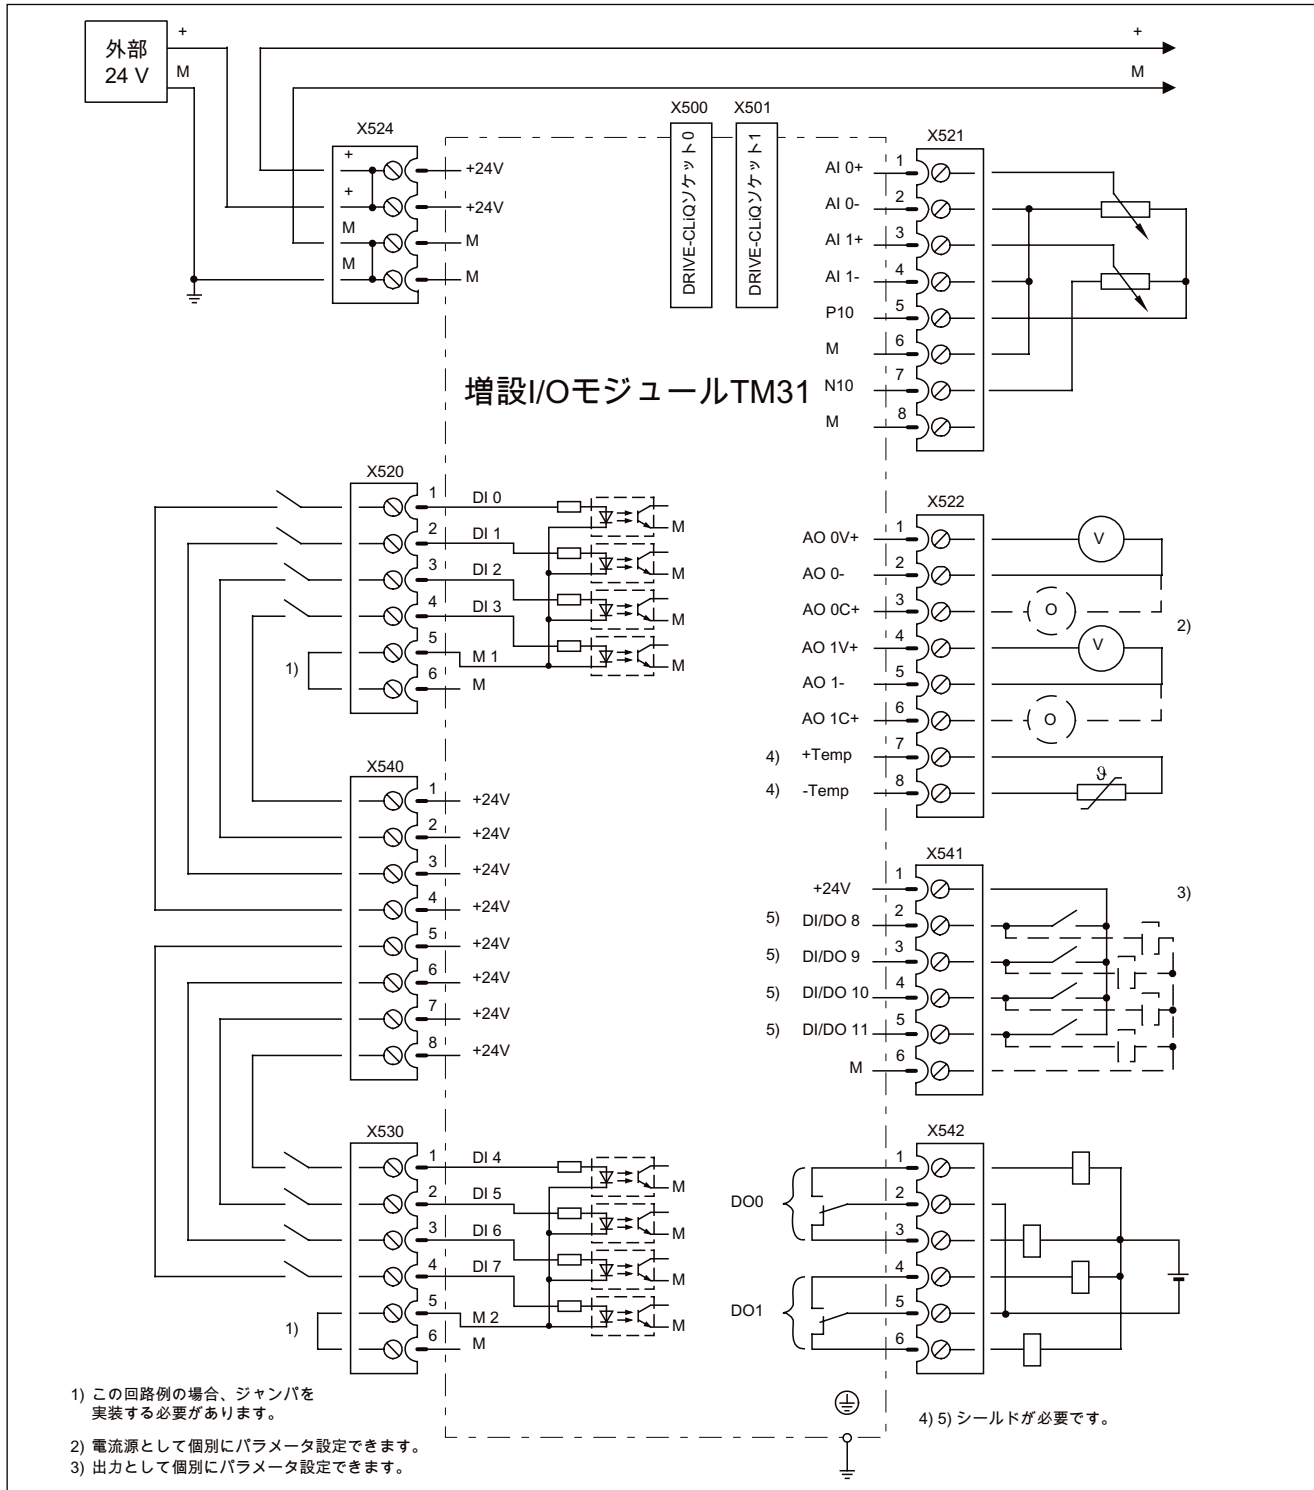 外部
24 V
+
M
+
M
X524
+
+
M
M
+24V
+24V
M
M
X500
DRIVE-CLiQソケット0
X501
DRIVE-CLiQソケット1
増設I/OモジュールTM31
X521
AI 0+ 1
AI 0- 2
AI 1+ 3
AI 1- 4
P10 5
M 6
N10 7
M 8
X520
1 DI 0
2 DI 1
3 DI 2
4 DI 3
5 M 1
6 M
1)
M
M
M
M
X522
AO 0V+ 1
AO 0- 2
AO 0C+ 3
AO 1V+ 4
AO 1- 5
AO 1C+ 6
4) +Temp 7
4) -Temp 8
V
O
V
O
ϑ
2)
X540
1 +24V
2 +24V
3 +24V
4 +24V
5 +24V
6 +24V
7 +24V
8 +24V
X541
+24V 1
5) DI/DO 8 2
5) DI/DO 9 3
5) DI/DO 10 4
5) DI/DO 11 5
M 6
3)
X530
1 DI 4
2 DI 5
3 DI 6
4 DI 7
5 M 2
6 M
1)
M
M
M
M
X542
DO0
1
2
3
DO1
4
5
6
1) この回路例の場合、ジャンパを
実装する必要があります。
2) 電流源として個別にパラメータ設定できます。
3) 出力として個別にパラメータ設定できます。
4) 5) シールドが必要です。